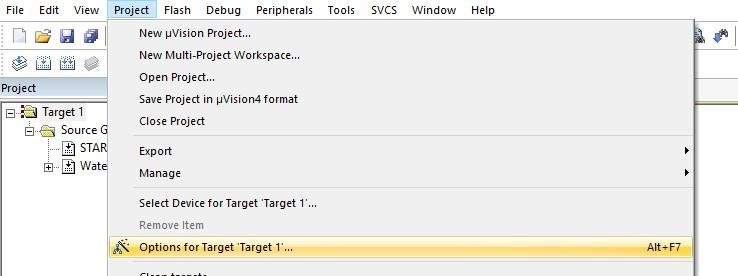 File Edit View Project Flash Debug Peripherals Tools SVCS Window Help
New µVision Project...
New Multi-Project Workspace...
Open Project...
Save Project in µVision4 format
Close Project
Export
Manage
Select Device for Target 'Target 1'...
Remove Item
Options for Target 'Target 1'... Alt+F7
Clean targets
Project
Target 1
Source G
STAR
Wate